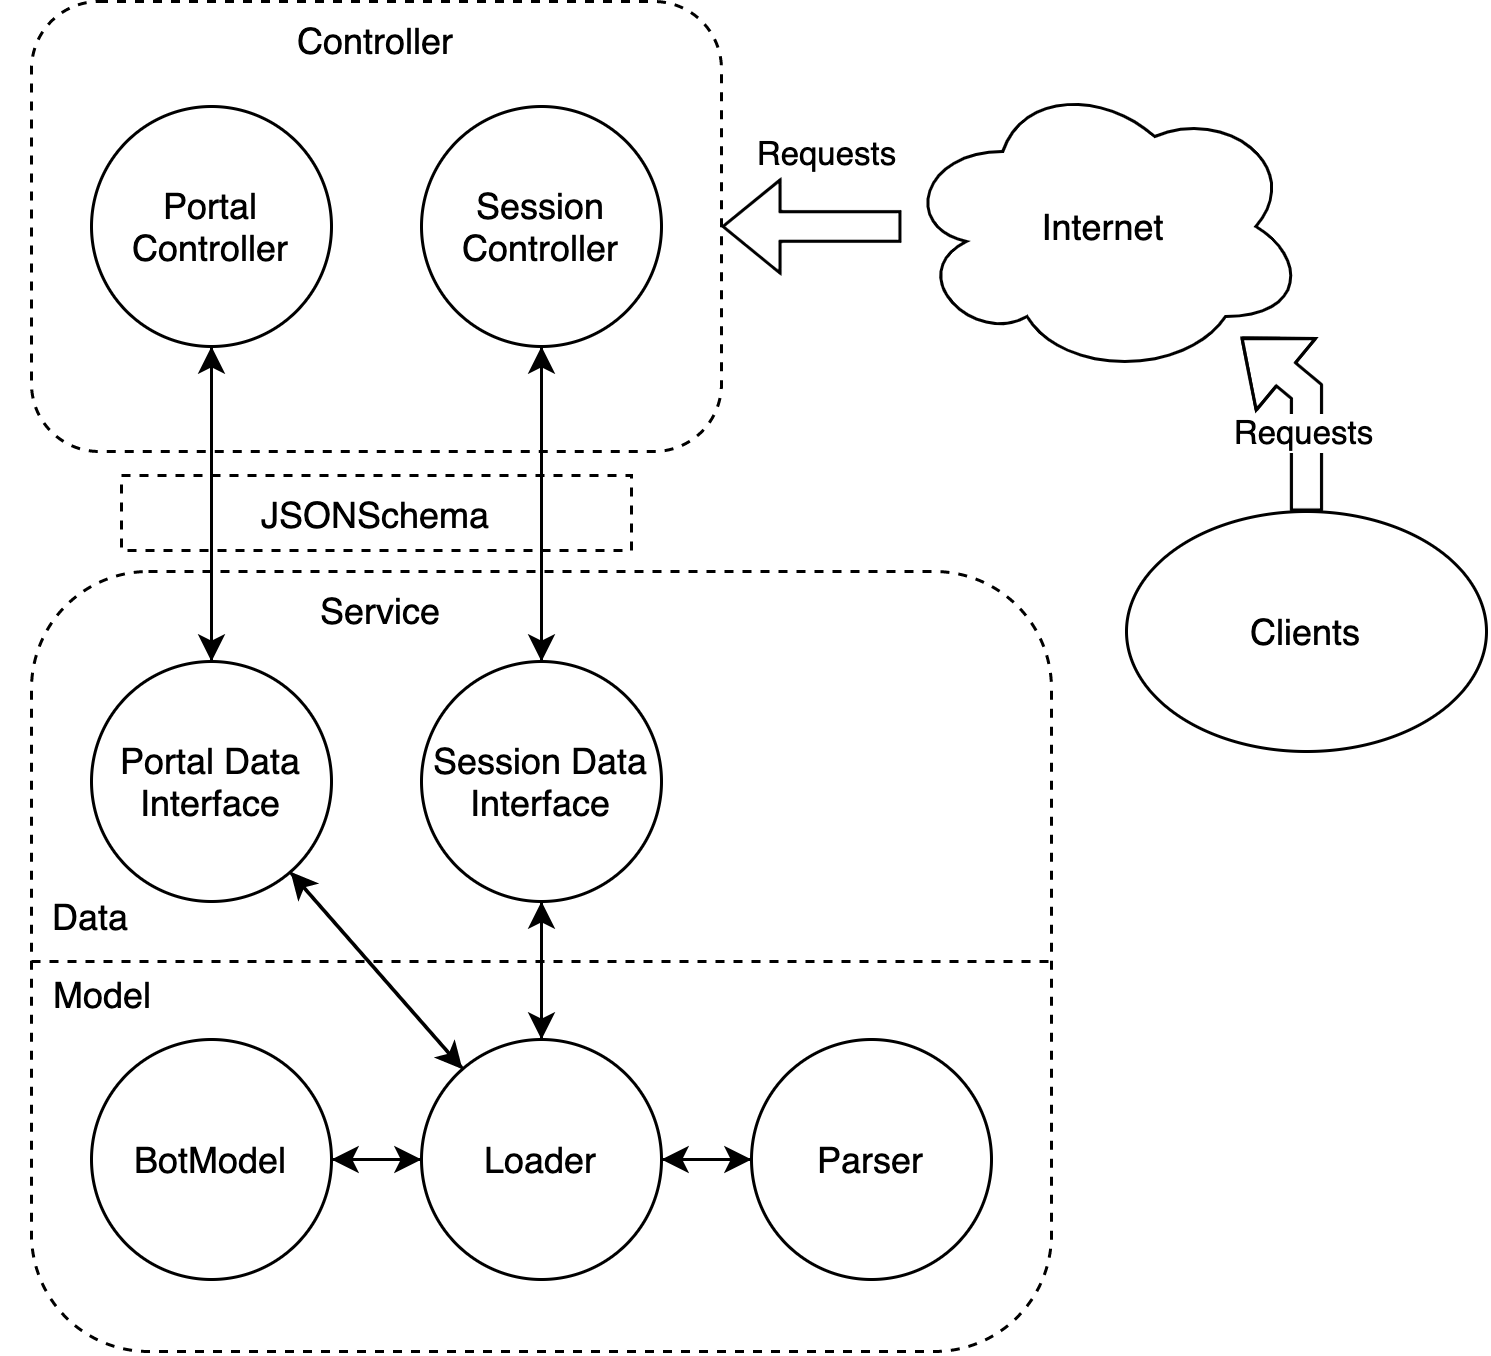 Controller
Portal
Controller
Session
Controller
Requests
Internet
Requests
JSONSchema
Clients
Service
Portal Data
Interface
Session Data
Interface
Data
Model
BotModel
Loader
Parser